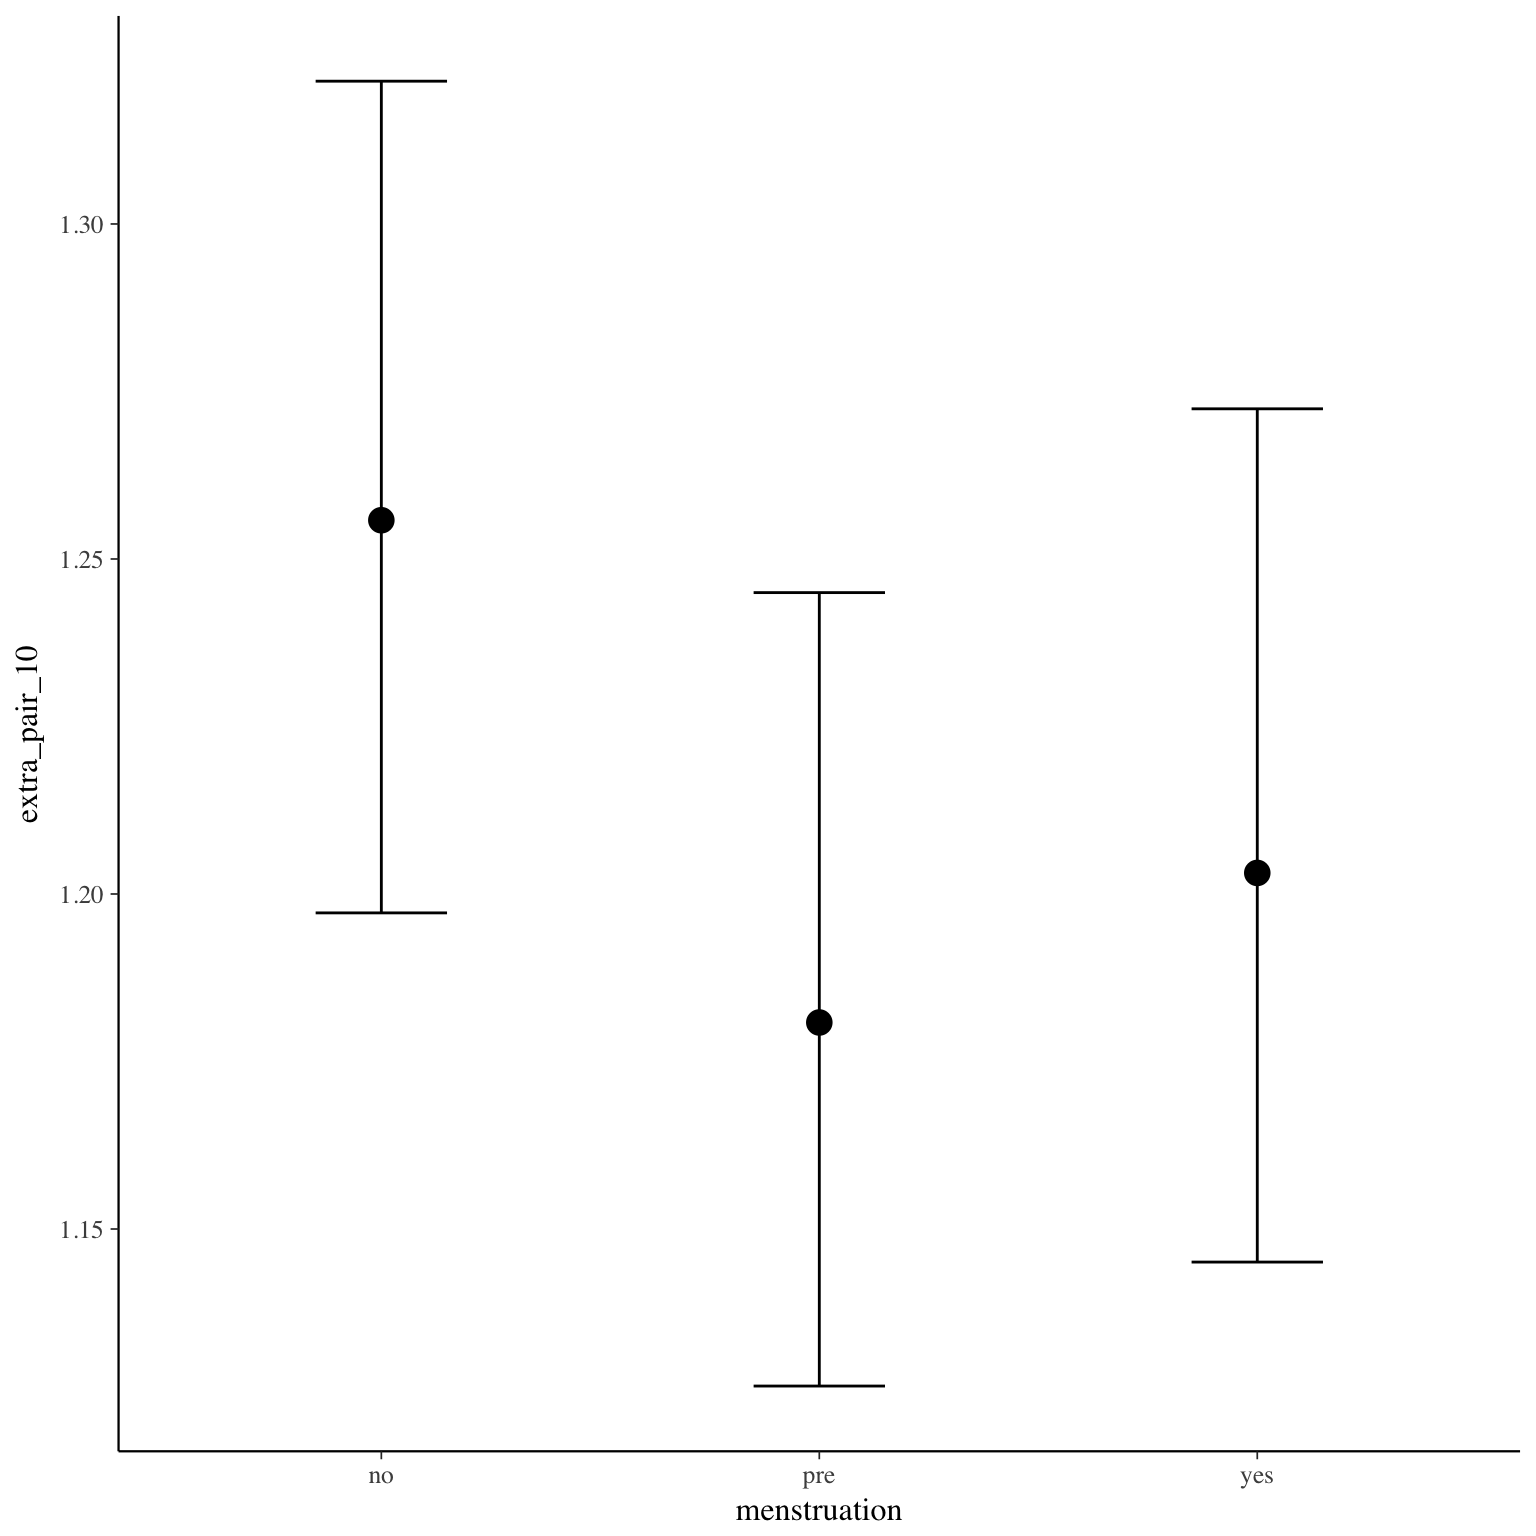 extra_pair_10
1.30
1.25
1.20
1.15
no pre yes
menstruation